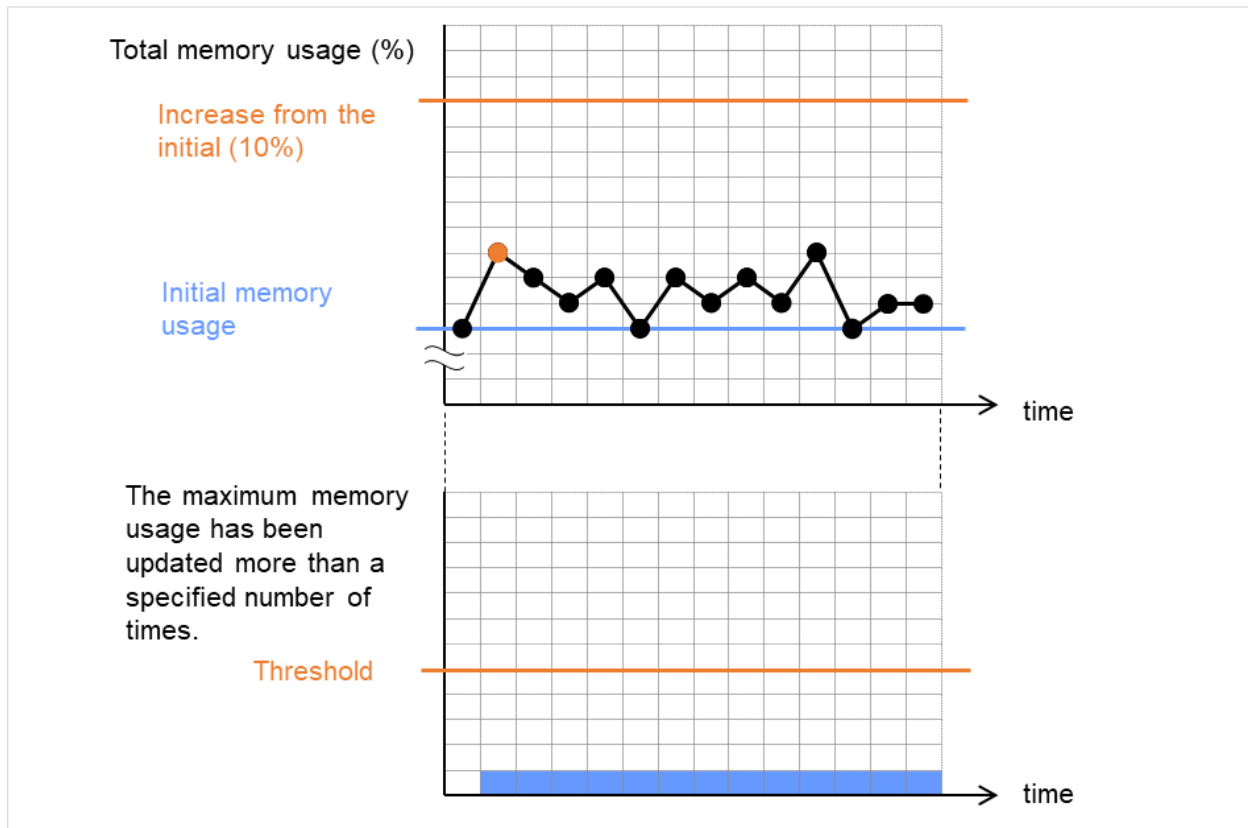 Total memory usage (%)
Increase from the
initial (10%)
Initial memory
usage
time
The maximum memory
usage has been
updated more than a
specified number of
times.
Threshold
time